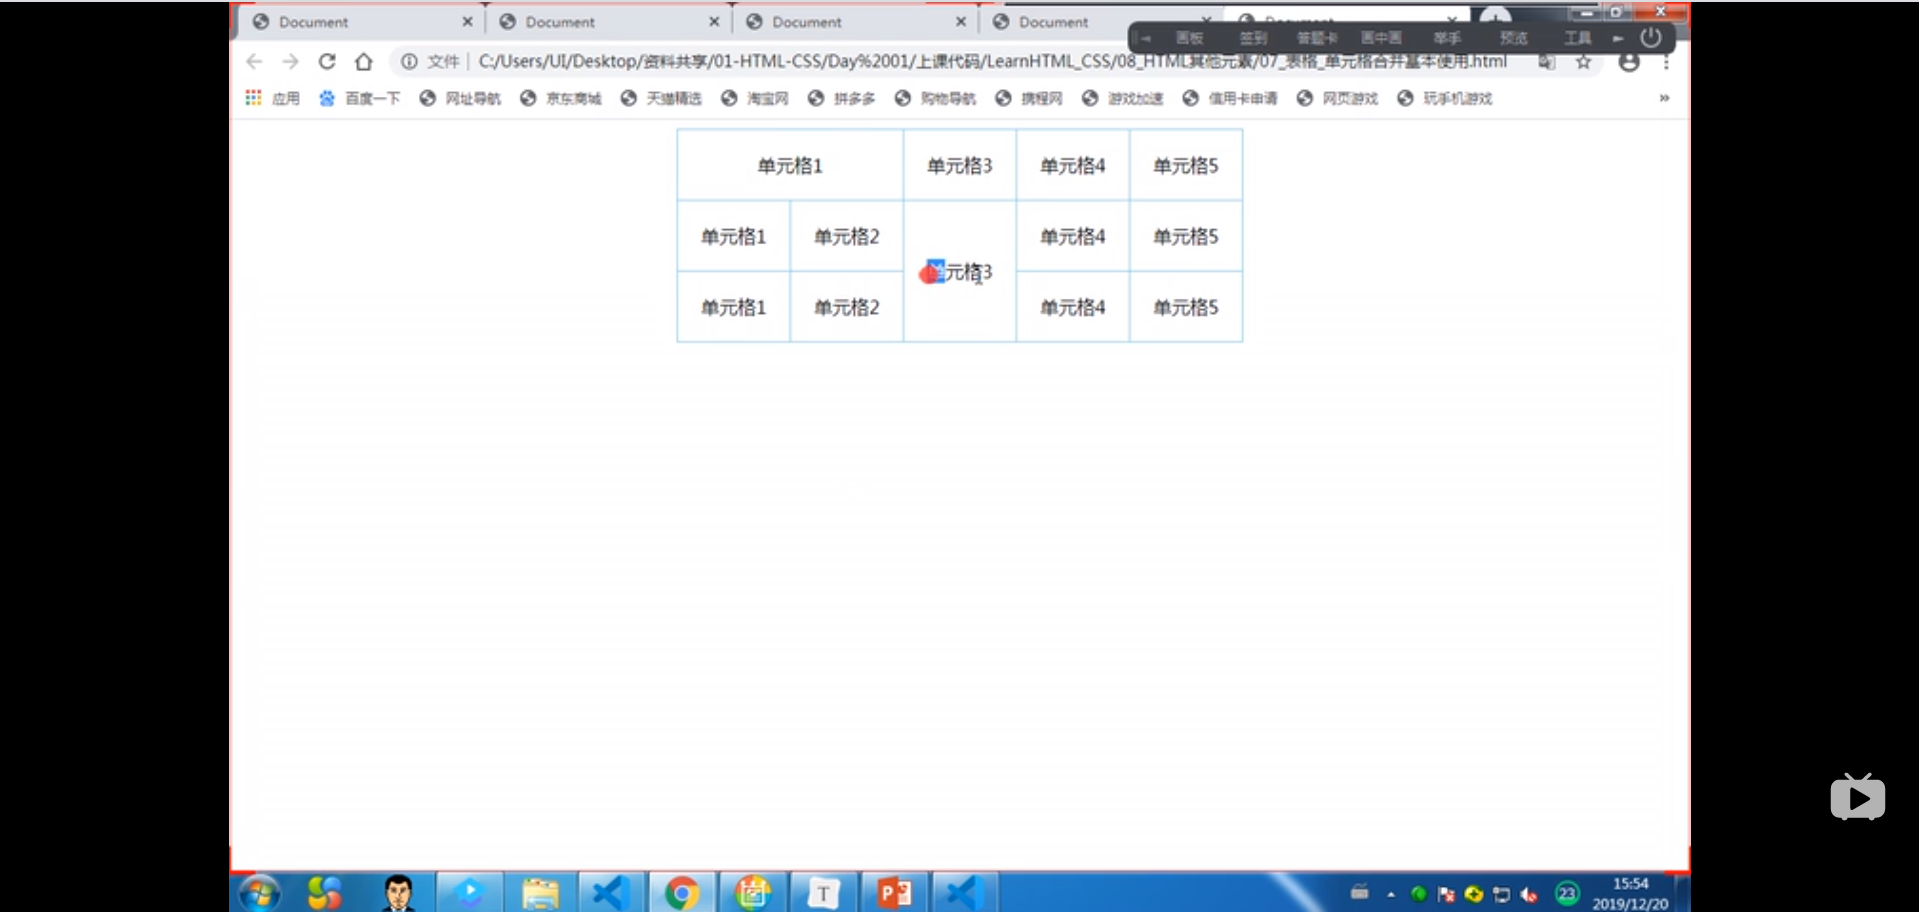 Document Document Document Document Document
画板 签到 答题卡 画中画 举手 预览 工具
文件 C:/Users/UI/Desktop/资料共享/01-HTML-CSS/Day%2001/上课代码/LearnHTML_CSS/08_HTML其他元素/07_表格_单元格合并基本使用.html
应用 百度一下 网址导航 京东商城 天猫精选 淘宝网 拼多多 购物导航 携程网 游戏加速 信用卡申请 网页游戏 玩手机游戏 »
单元格1 单元格3 单元格4 单元格5
单元格1 单元格2 单元格4 单元格5
单元格3
单元格1 单元格2 单元格4 单元格5
T P 23 15:54
2019/12/20